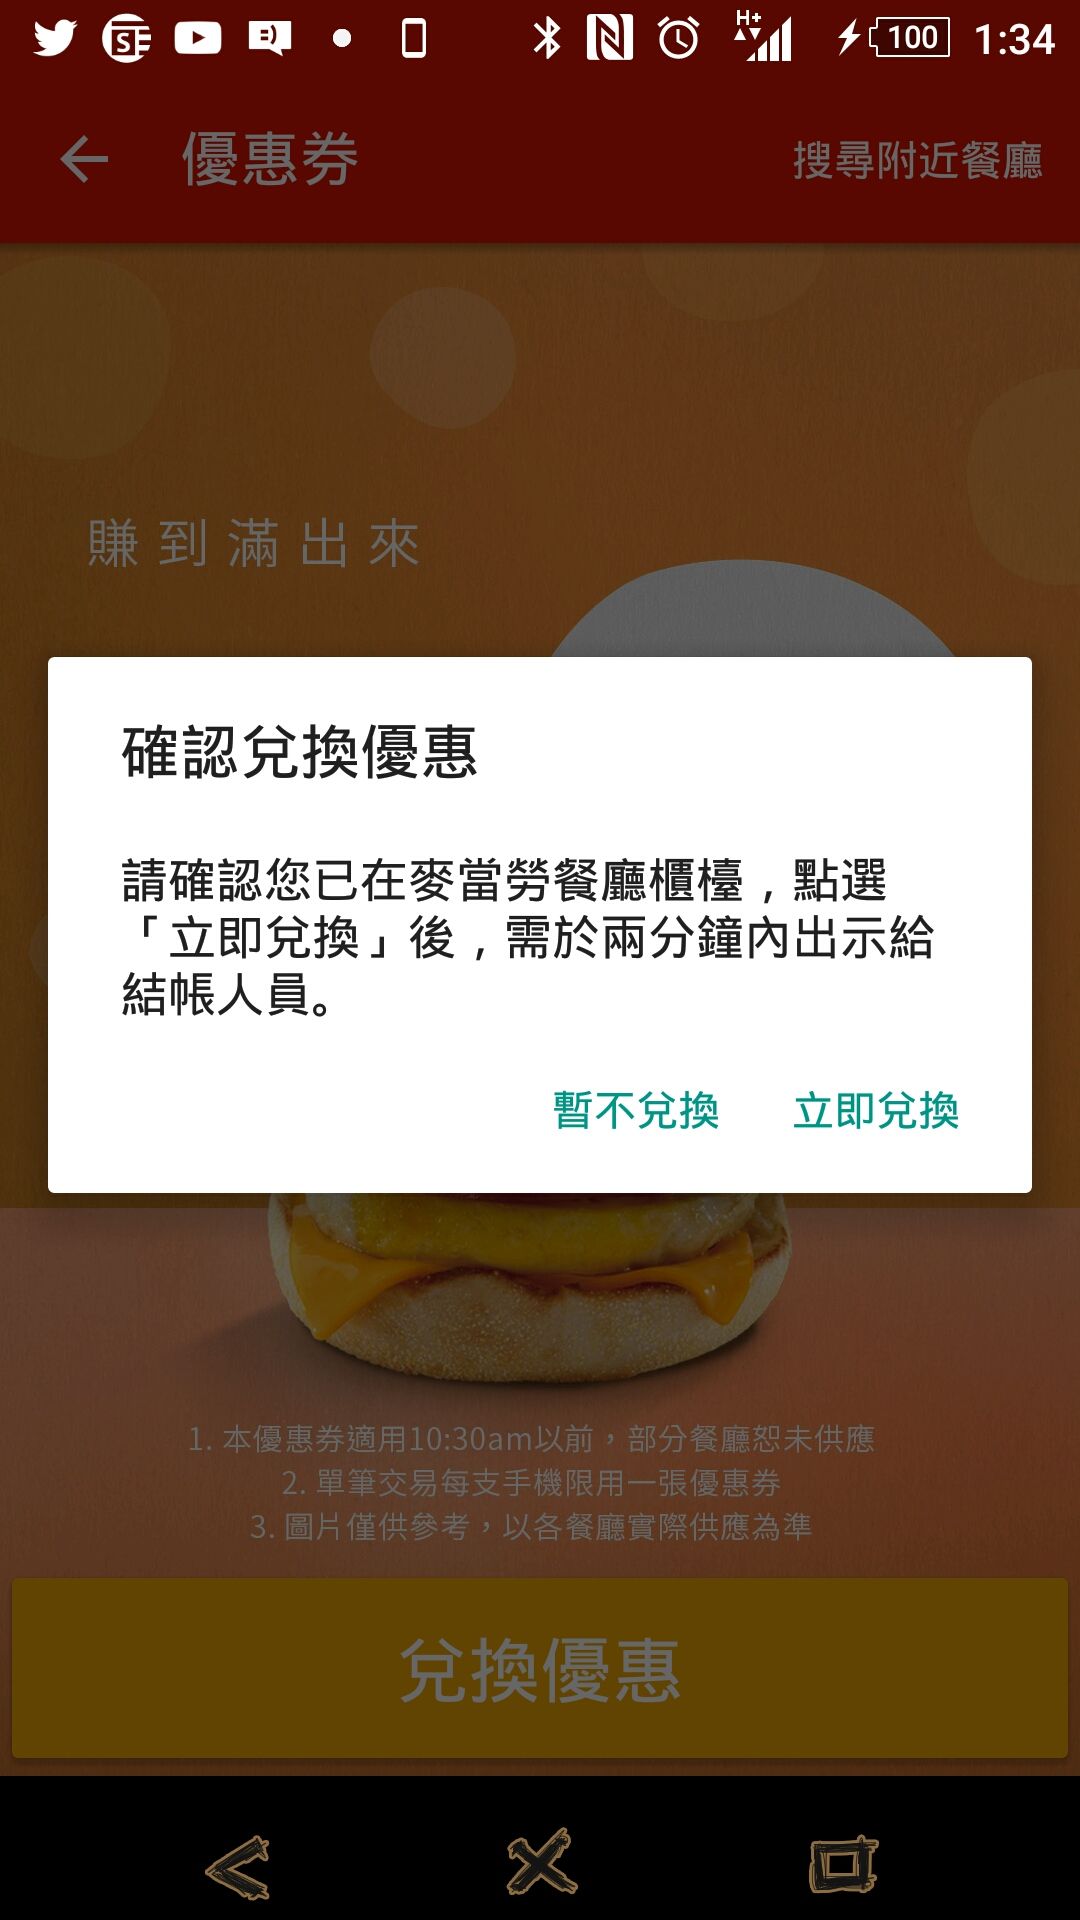 H+
100
1:34
優惠券
搜尋附近餐廳
賺到滿出來
確認兌換優惠
請確認您已在麥當勞餐廳櫃檯，點選
「立即兌換」後，需於兩分鐘內出示給
結帳人員。
暫不兌換
立即兌換
1. 本優惠券適用10:30am以前，部分餐廳恕未供應
2. 單筆交易每支手機限用一張優惠券
3. 圖片僅供參考，以各餐廳實際供應為準
兌換優惠